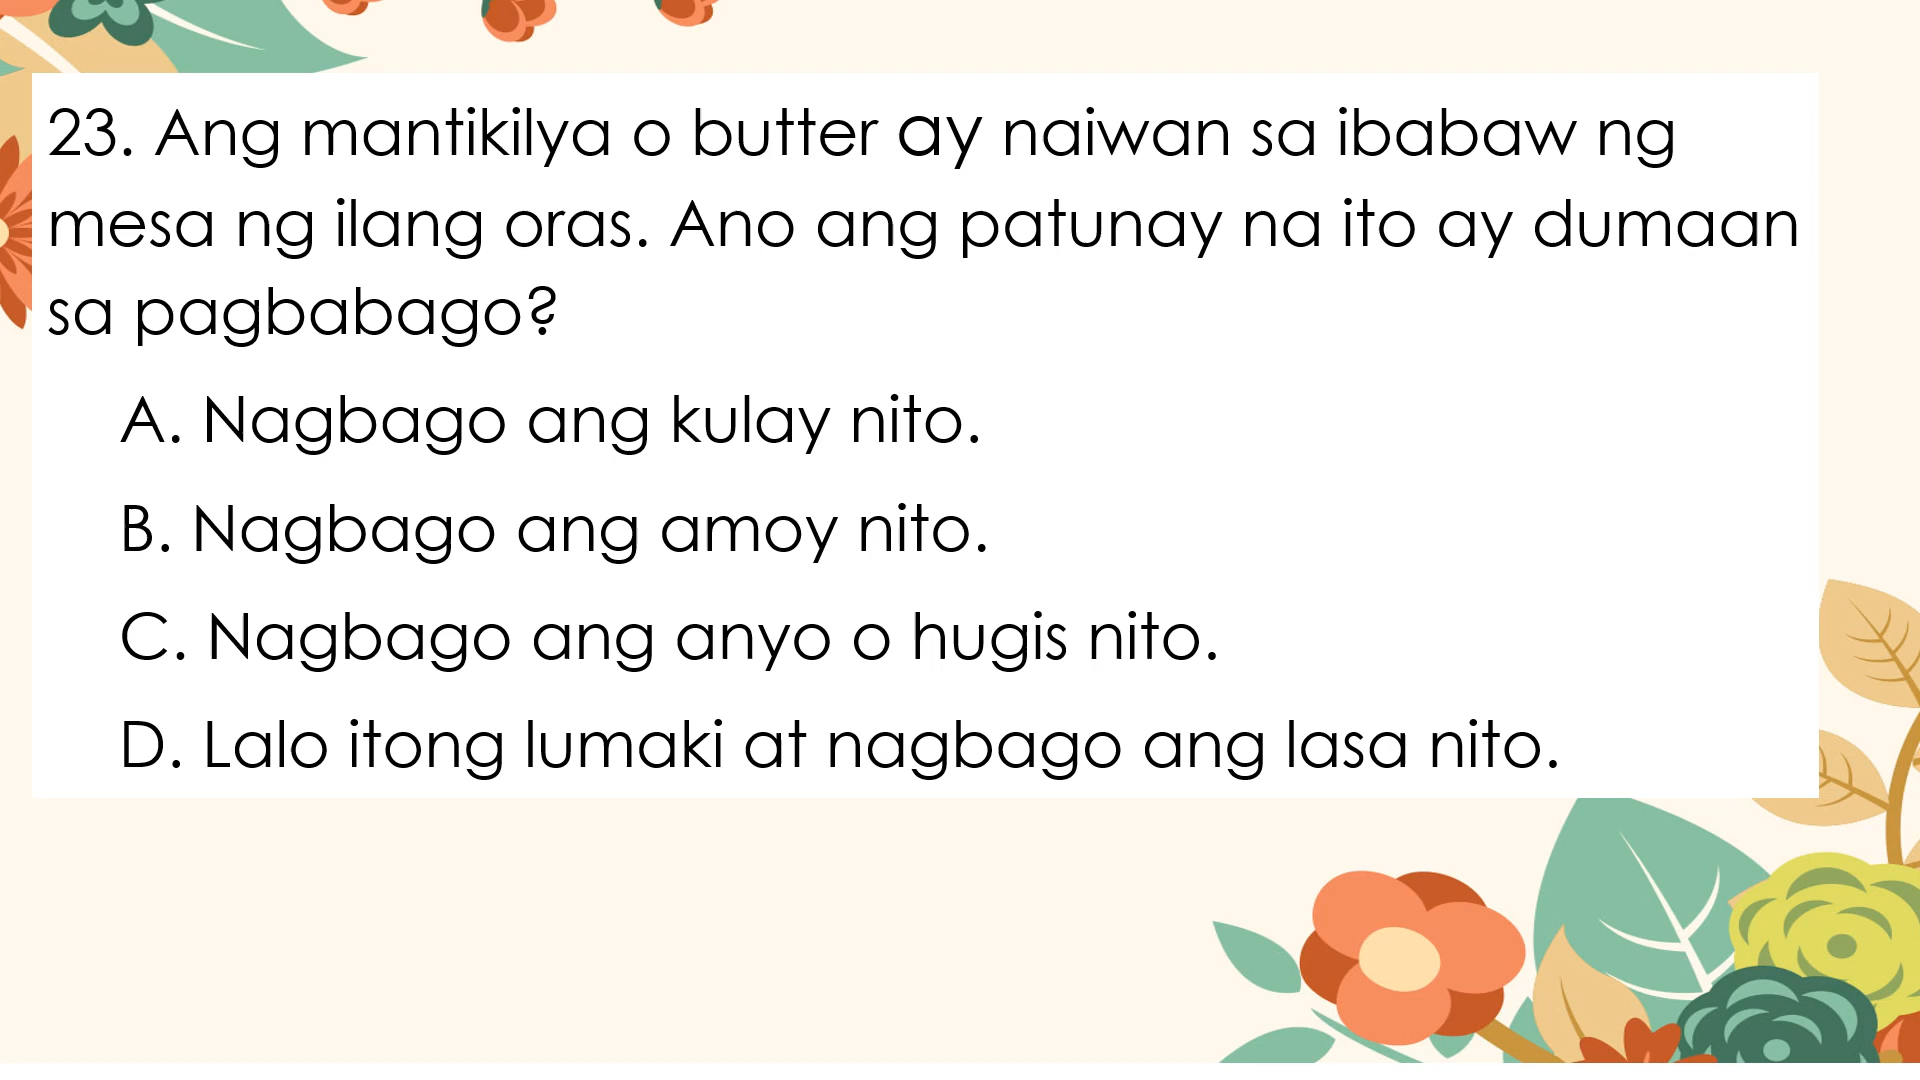 23. Ang mantikilya o butter ay naiwan sa ibabaw ng
mesa ng ilang oras. Ano ang patunay na ito ay dumaan
sa pagbabago?
A. Nagbago ang kulay nito.
B. Nagbago ang amoy nito.
C. Nagbago ang anyo o hugis nito.
D. Lalo itong lumaki at nagbago ang lasa nito.